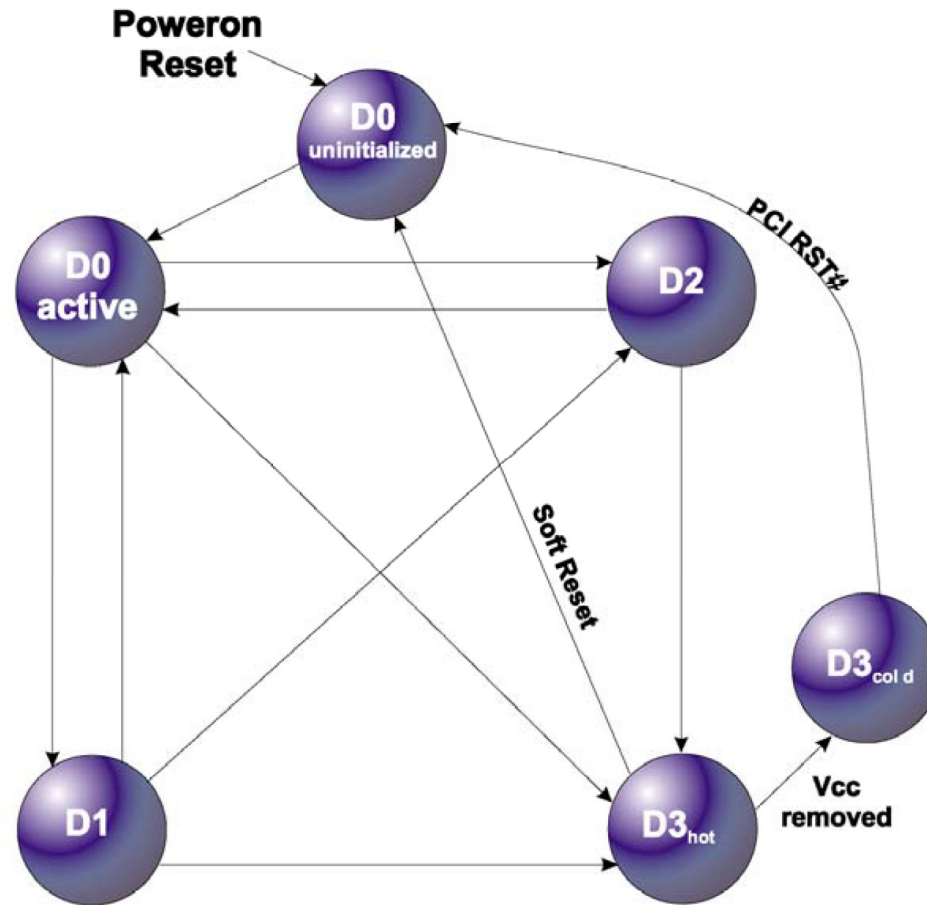 Poweron
Reset
D0
uninitialized
PCI RST#
D0
active
D2
Soft Reset
D3cold
D1
D3hot
Vcc
removed